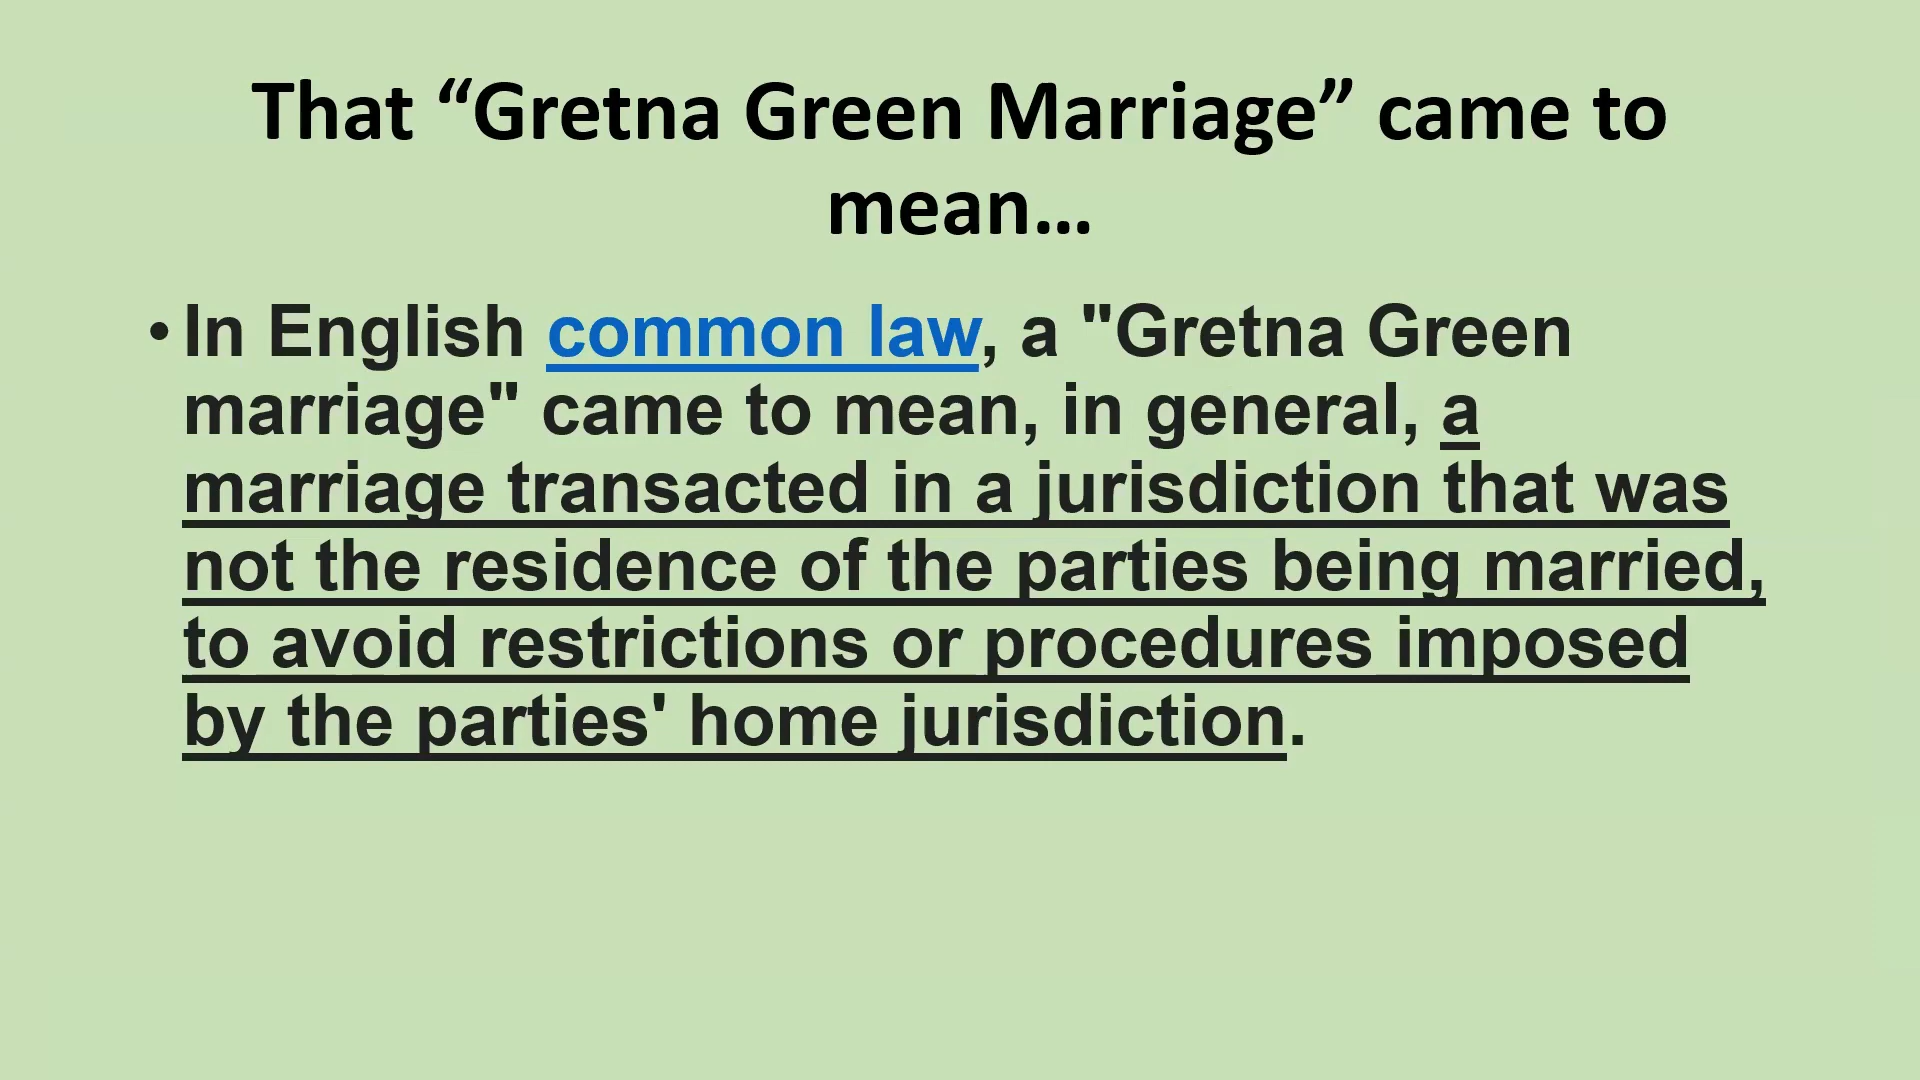 That “Gretna Green Marriage” came to
mean...
• In English common law, a "Gretna Green
marriage" came to mean, in general, a
marriage transacted in a jurisdiction that was
not the residence of the parties being married,
to avoid restrictions or procedures imposed
by the parties' home jurisdiction.